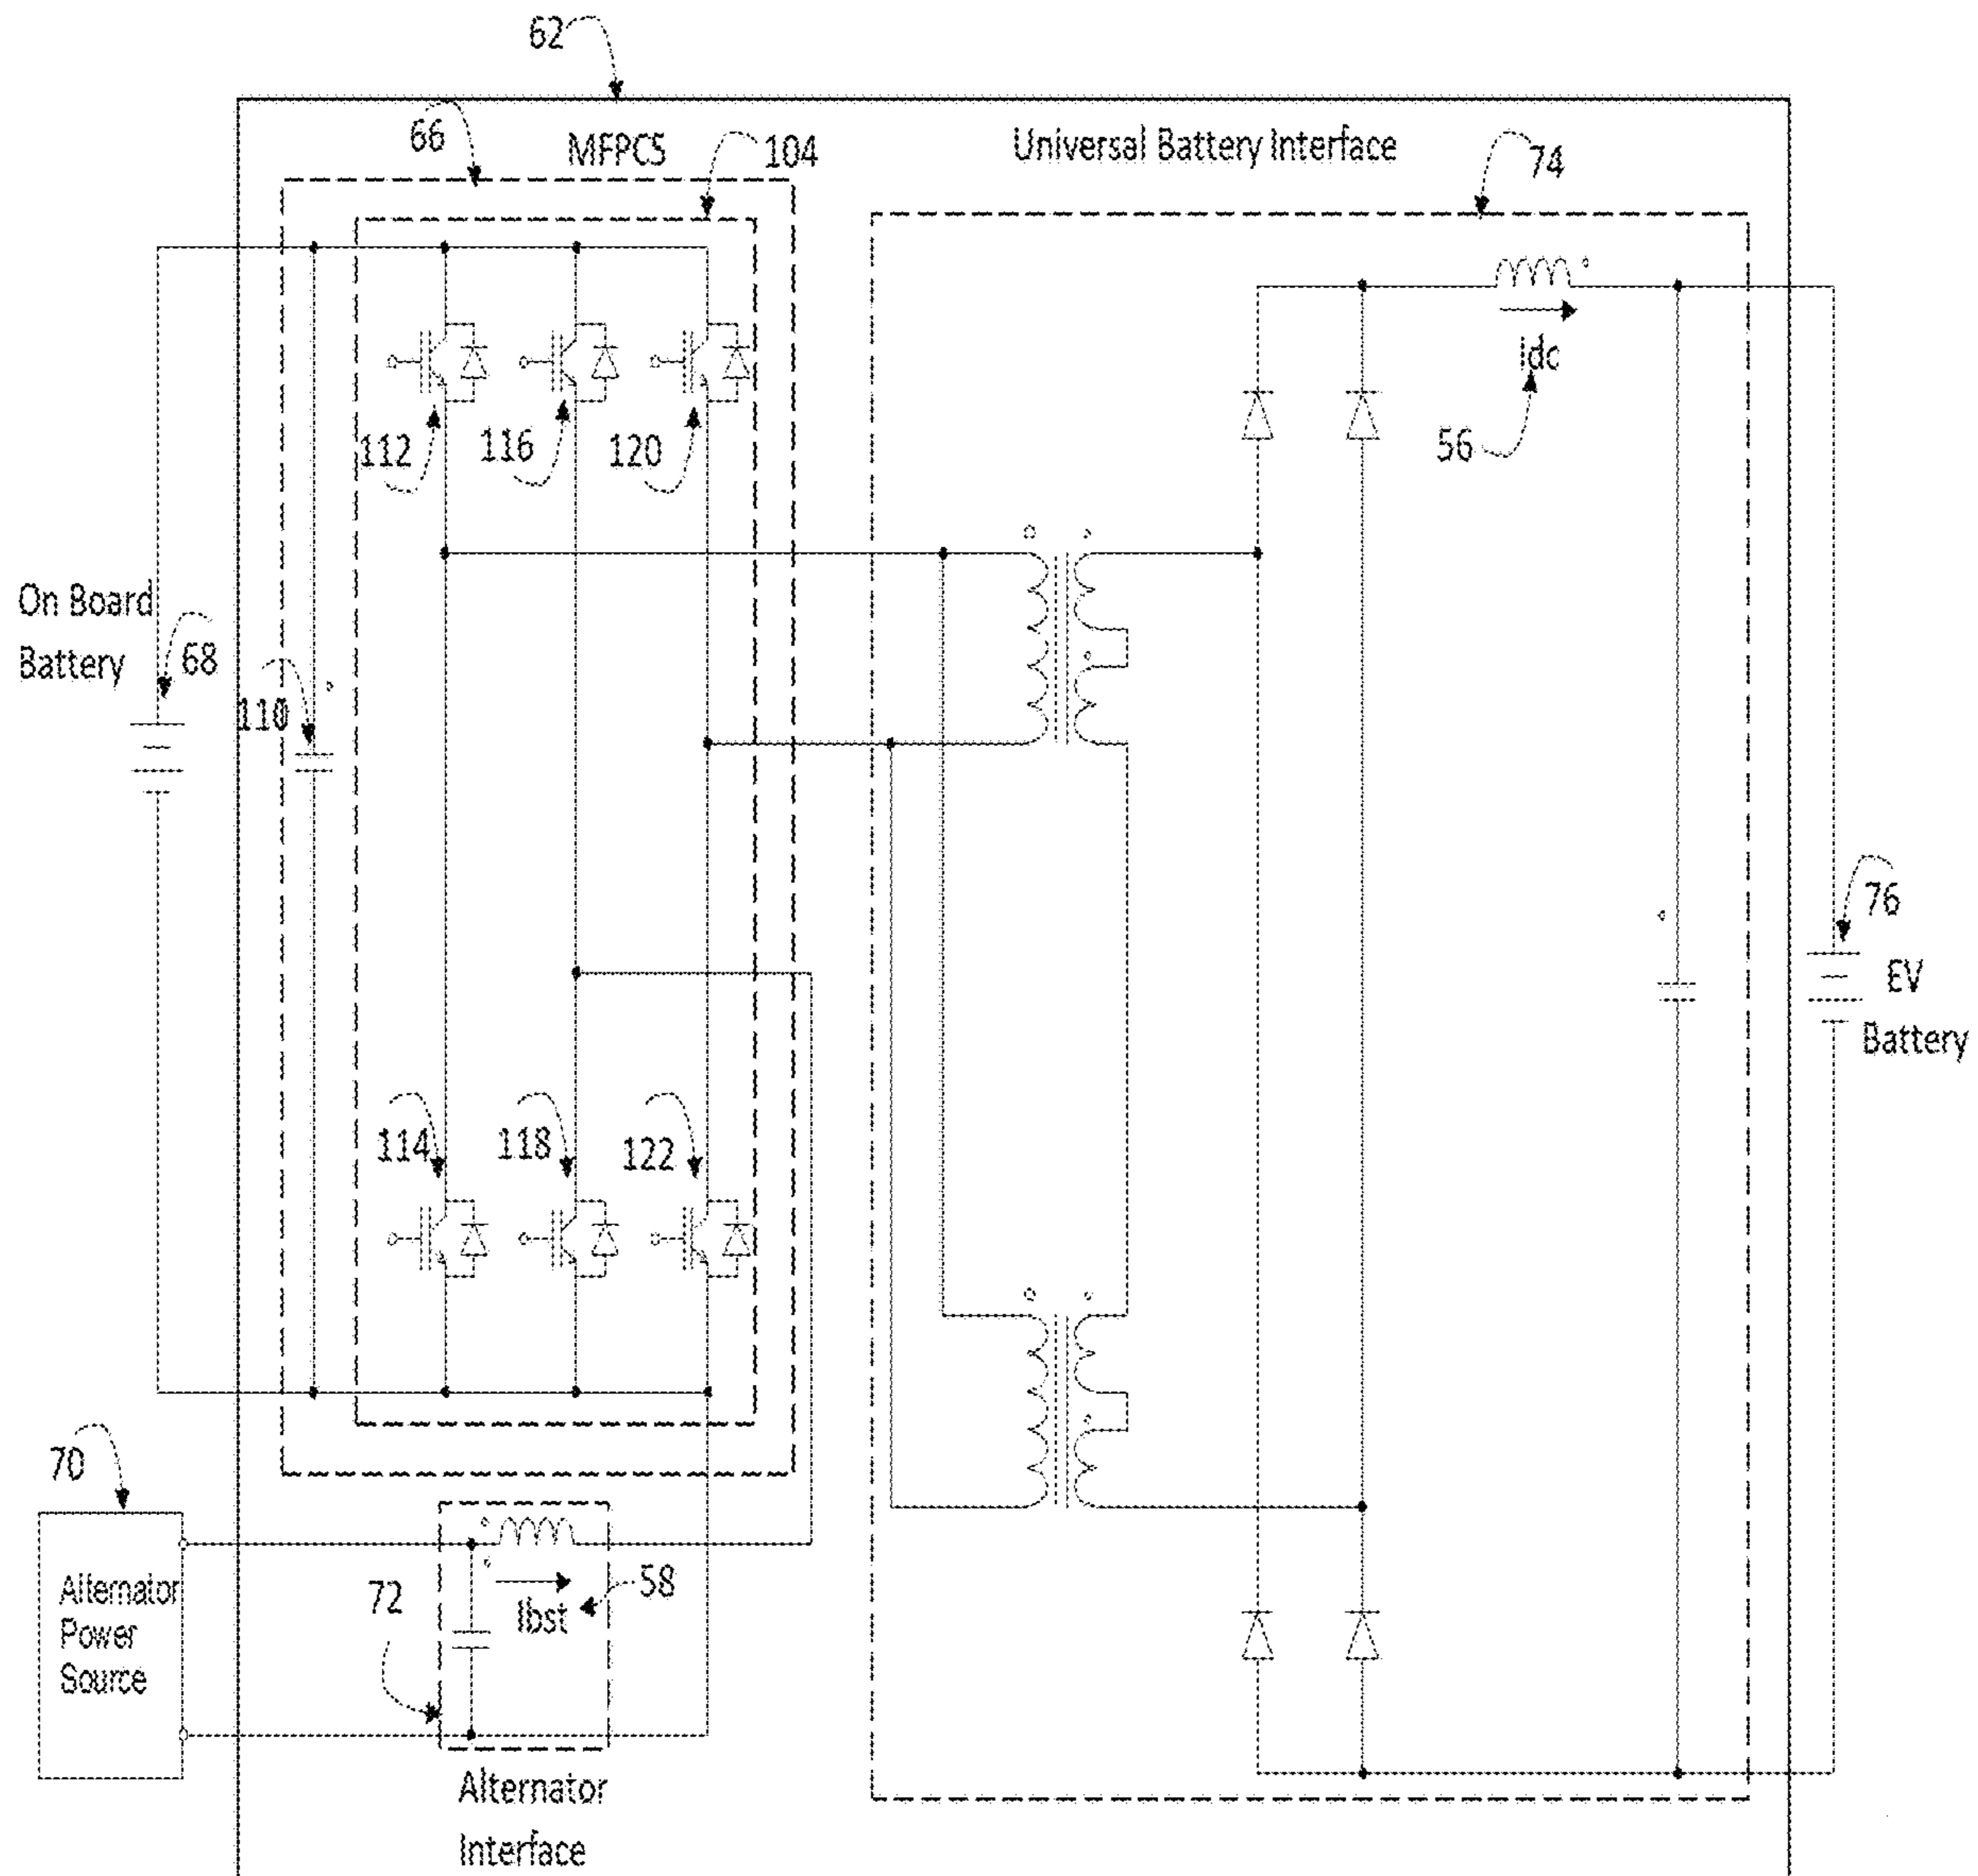 62
66
MFPCS
104
Universal Battery Interface
74
Idc
56
112
116
120
On Board
Battery
68
110
76
EV
Battery
114
118
122
70
Alternator
Power
Source
72
58
Ibst
Alternator
Interface